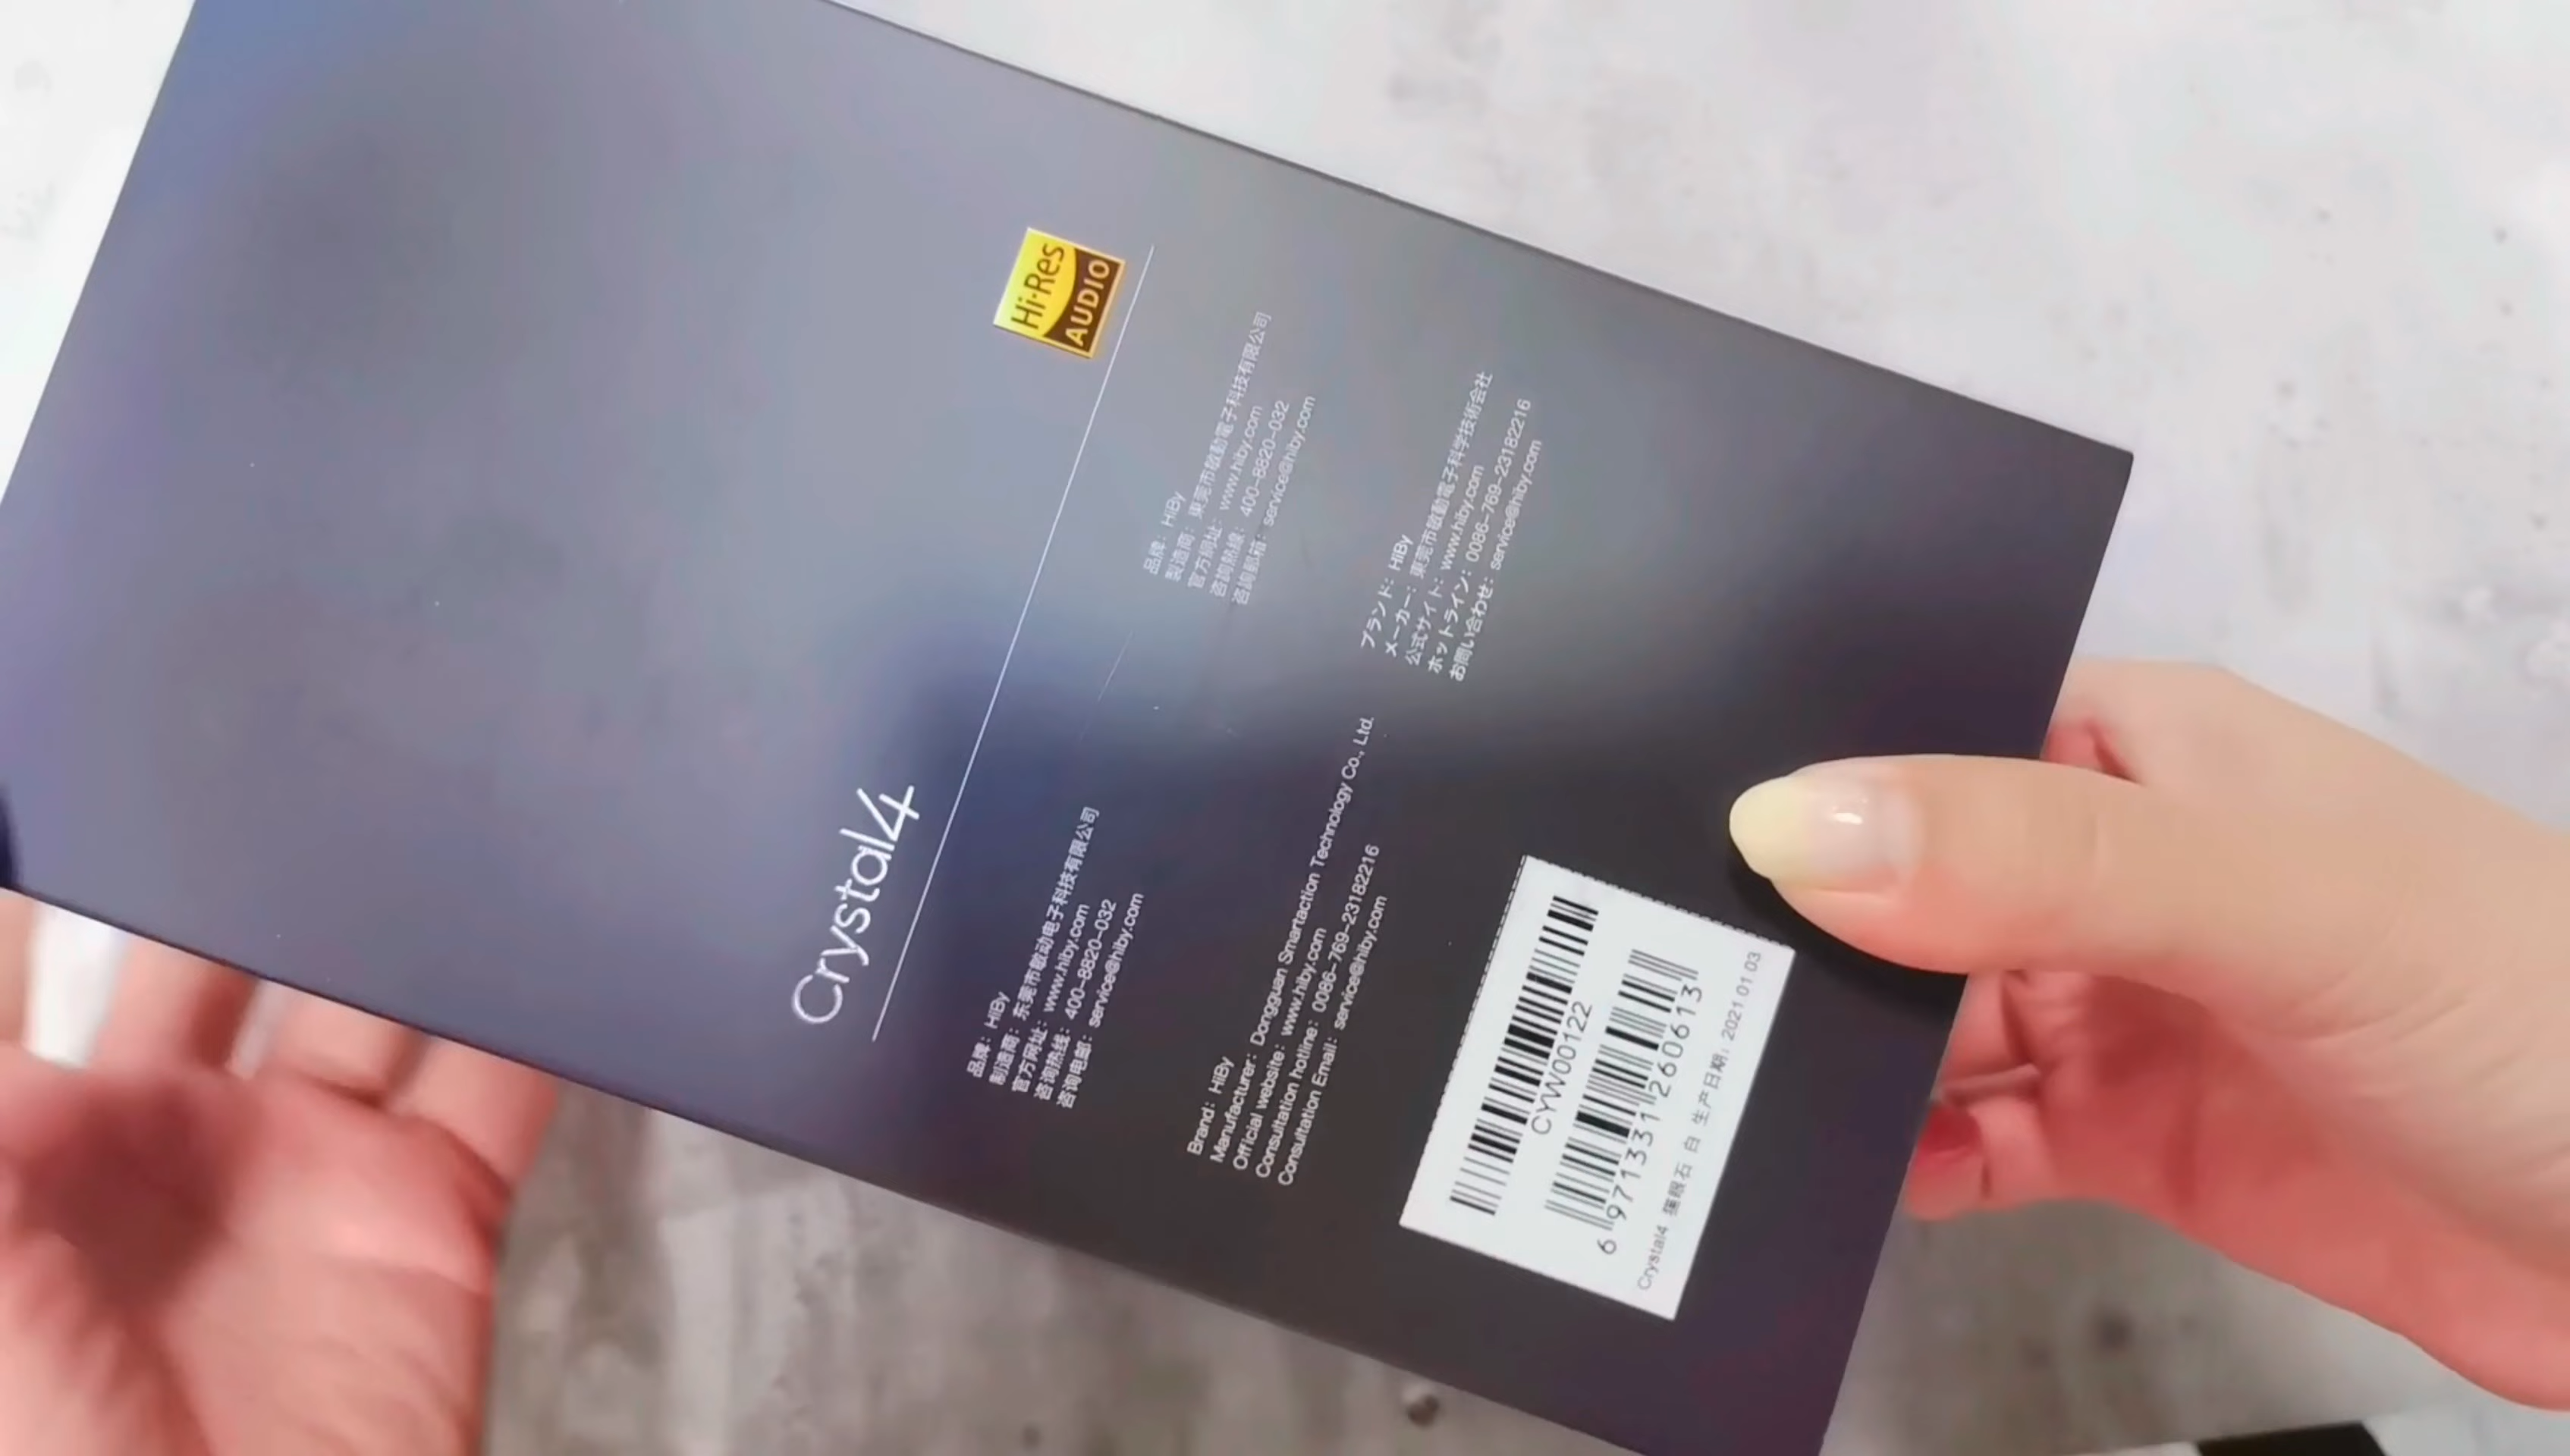 Hi-Res
AUDIO
Crystal4
品牌：HiBy
制造商：东莞市敏动电子科技有限公司
官方网址：www.hiby.com
咨询热线：400-8820-032
咨询电邮：service@hiby.com
品牌：HiBy
製造商：東莞市敏動電子科技有限公司
官方網址：www.hiby.com
咨詢熱線：400-8820-032
咨詢郵箱：service@hiby.com
Brand：HiBy
Manufacturer：Dongguan Smartaction Technology Co., Ltd.
Official website：www.hiby.com
Consultation hotline：0086-769-23182216
Consultation Email：service@hiby.com
ブランド：HiBy
メーカー：東莞市敏動電子科学技術会社
公式サイト：www.hiby.com
ホットライン：0086-769-23182216
お問い合わせ：service@hiby.com
CYW00122
6 971331 260613
Crystal4 猫眼石 白 生产日期：2021.01.03